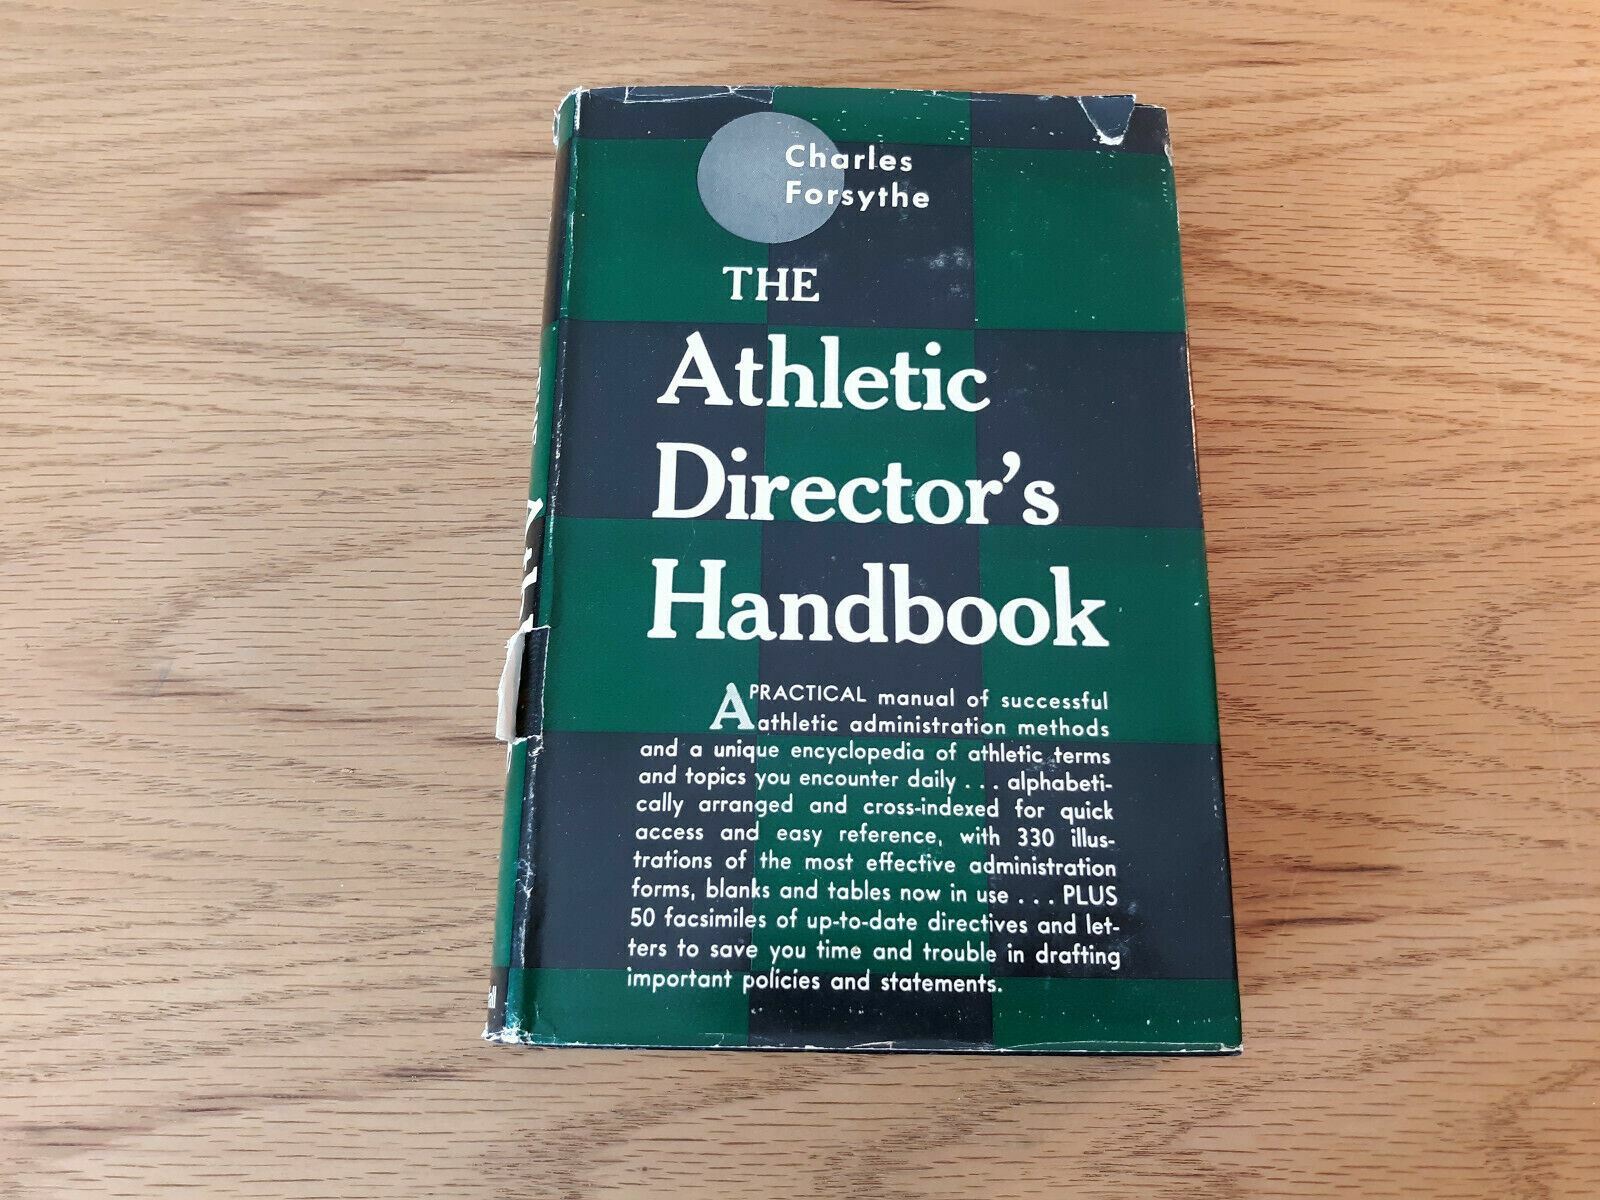 Charles
Forsythe
THE
Athletic
Director's
Handbook
A PRACTICAL manual of successful
athletic administration methods
and a unique encyclopedia of athletic terms
and topics you encounter daily . . . alphabeti-
cally arranged and cross-indexed for quick
access and easy reference, with 330 illus-
trations of the most effective administration
forms, blanks and tables now in use . . . PLUS
50 facsimiles of up-to-date directives and let-
ters to save you time and trouble in drafting
important policies and statements.